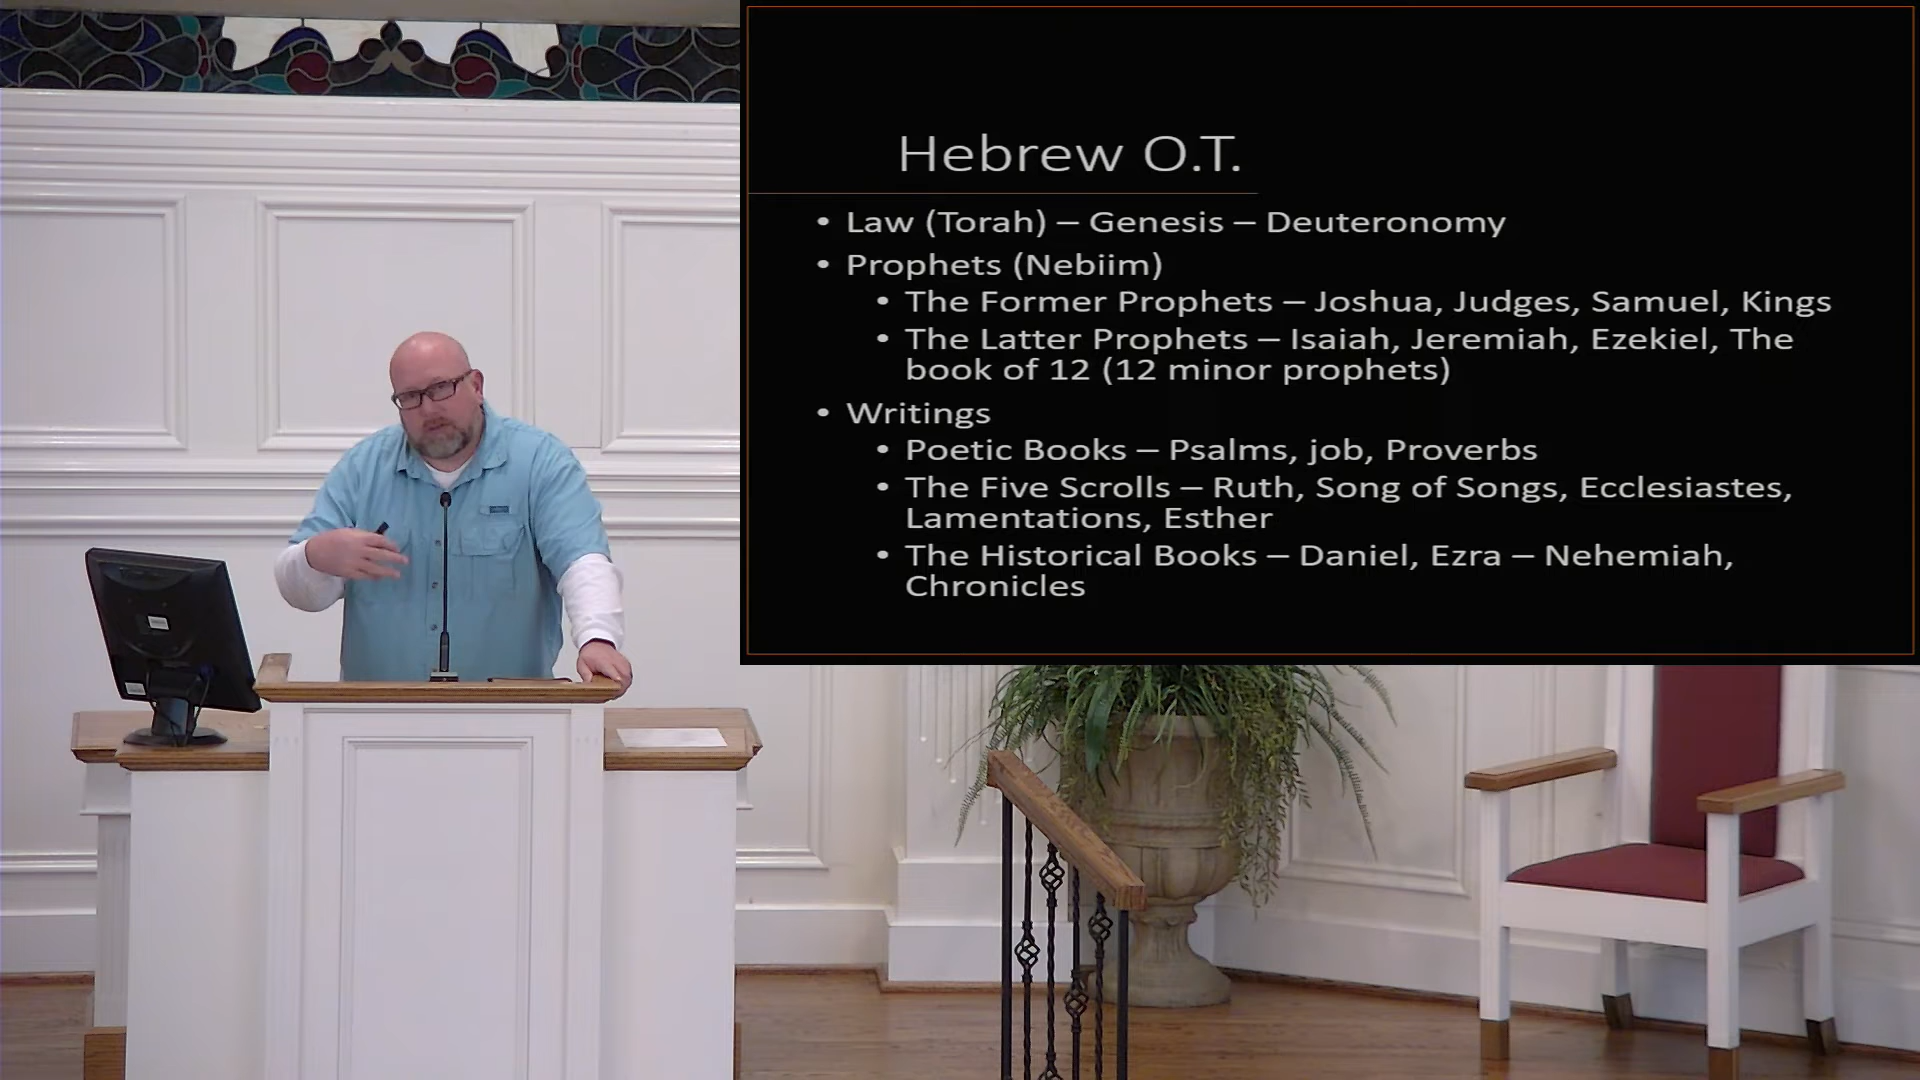 Hebrew O.T.
• Law (Torah) – Genesis – Deuteronomy
• Prophets (Nebiim)
• The Former Prophets – Joshua, Judges, Samuel, Kings
• The Latter Prophets – Isaiah, Jeremiah, Ezekiel, The
book of 12 (12 minor prophets)
• Writings
• Poetic Books – Psalms, job, Proverbs
• The Five Scrolls – Ruth, Song of Songs, Ecclesiastes,
Lamentations, Esther
• The Historical Books – Daniel, Ezra – Nehemiah,
Chronicles